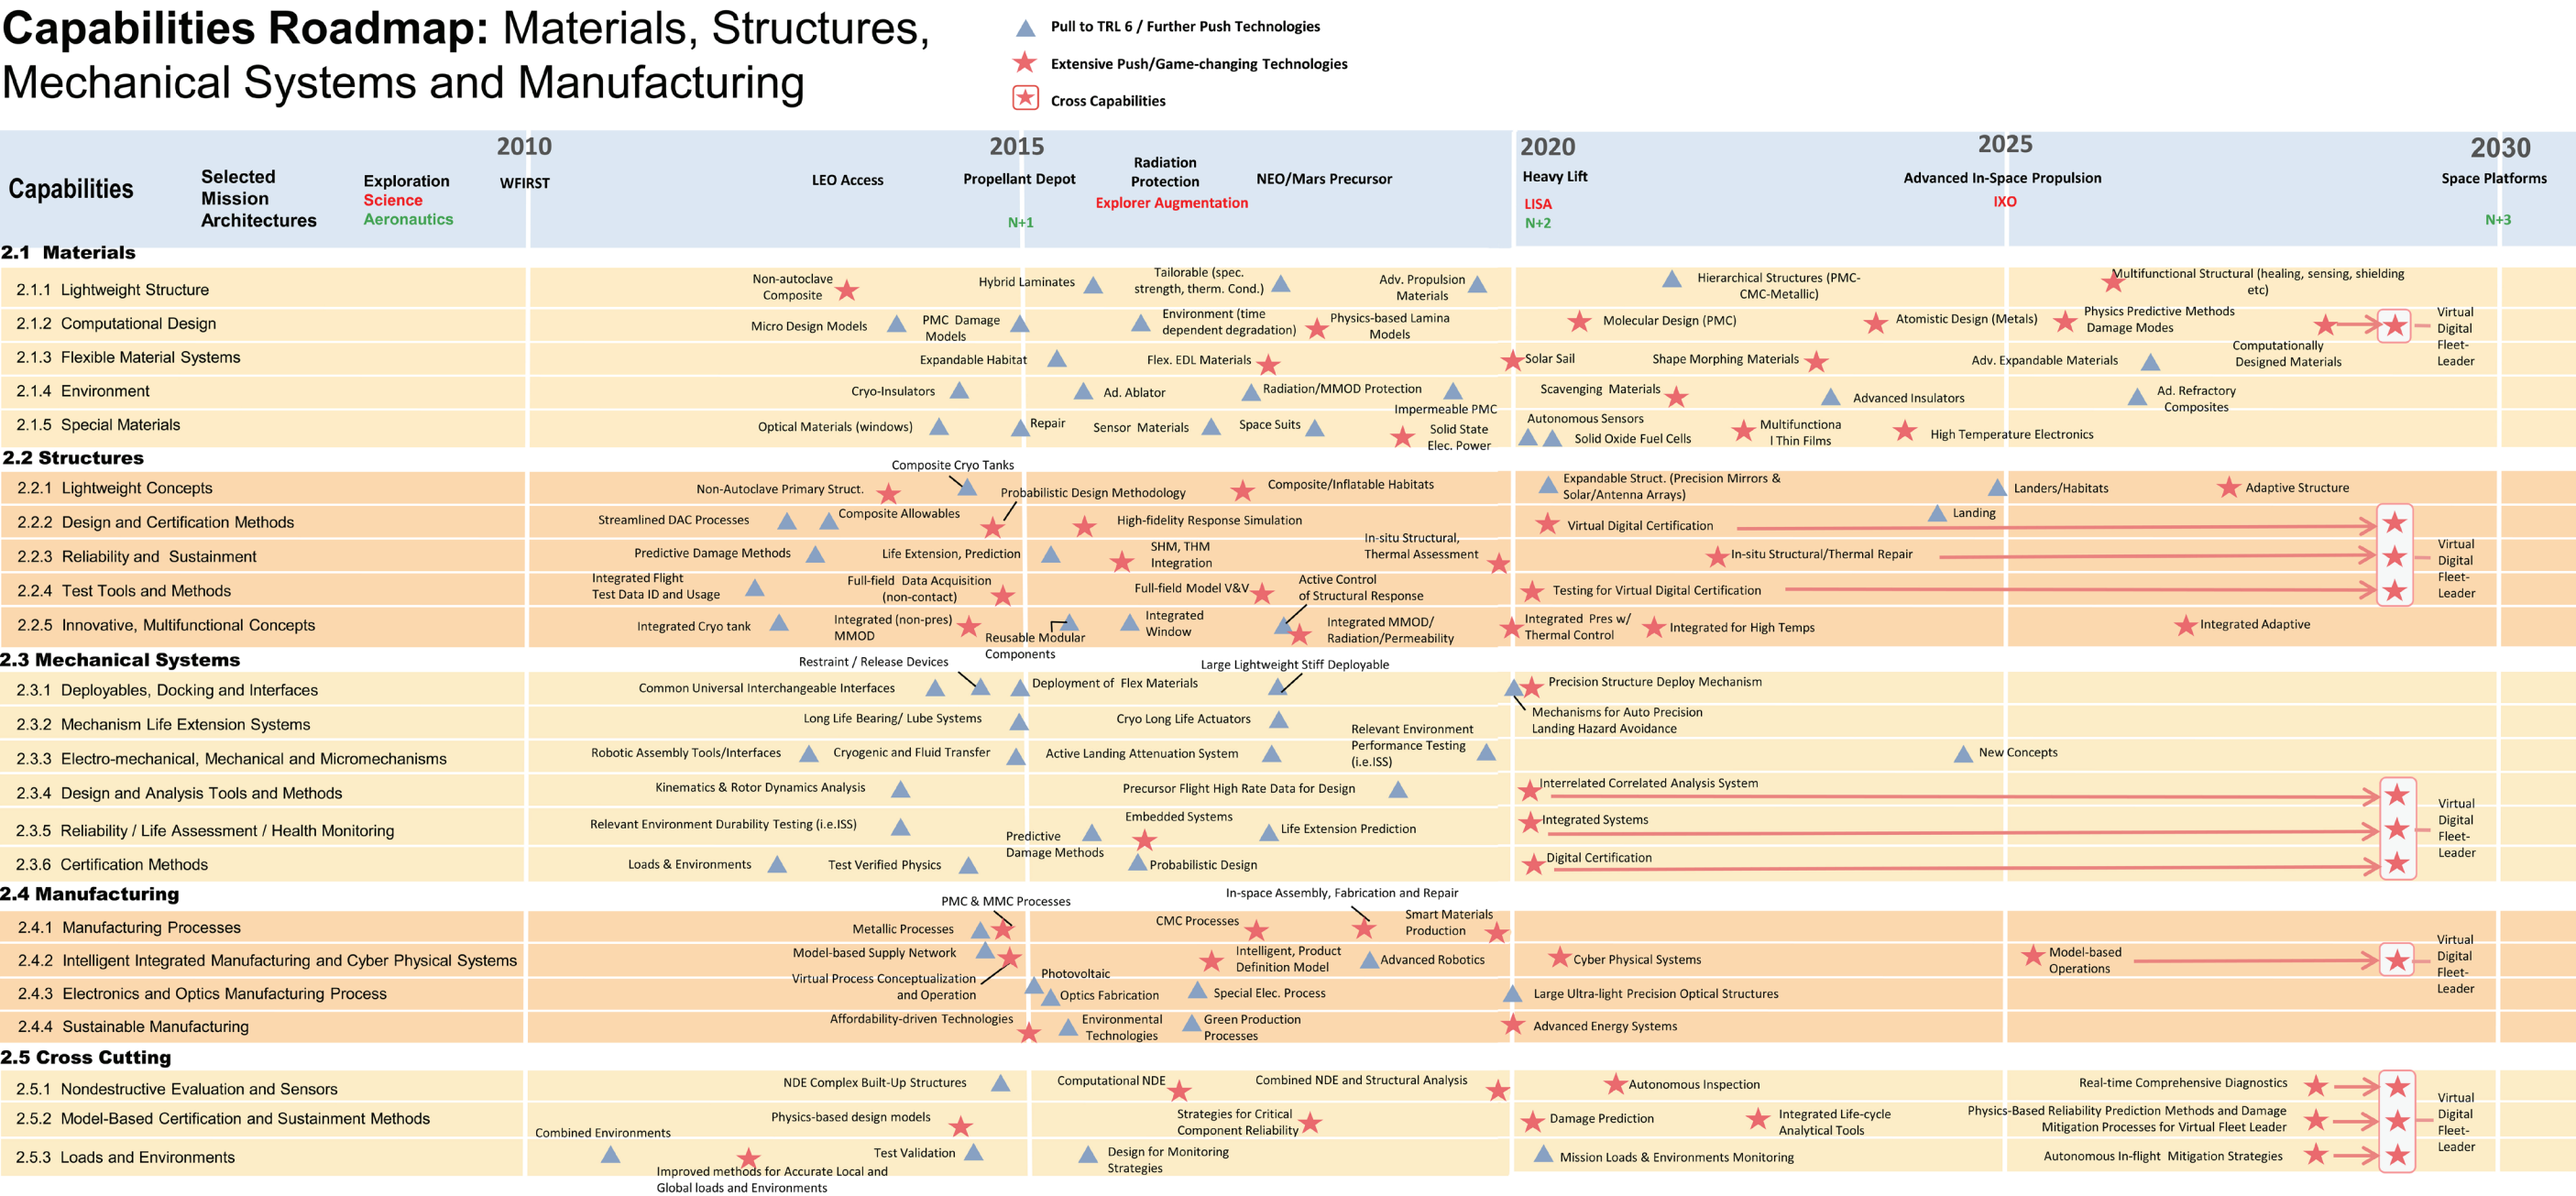 Capabilities Roadmap: Materials, Structures,
Mechanical Systems and Manufacturing
Pull to TRL 6 / Further Push Technologies
Extensive Push/Game-changing Technologies
Cross Capabilities
2010
2015
2020
2025
2030
Capabilities
Selected
Mission
Architectures
Exploration
Science
Aeronautics
WFIRST
LEO Access
Propellant Depot
N+1
Radiation
Protection
Explorer Augmentation
NEO/Mars Precursor
Heavy Lift
LISA
N+2
Advanced In-Space Propulsion
IXO
Space Platforms
N+3
2.1 Materials
2.1.1 Lightweight Structure
Non-autoclave
Composite
Hybrid Laminates
Tailorable (spec.
strength, therm. Cond.)
Adv. Propulsion
Materials
Hierarchical Structures (PMC-
CMC-Metallic)
Multifunctional Structural (healing, sensing, shielding
etc)
2.1.2 Computational Design
Micro Design Models
PMC Damage
Models
Environment (time
dependent degradation)
Physics-based Lamina
Models
Molecular Design (PMC)
Atomistic Design (Metals)
Physics Predictive Methods
Damage Modes
Virtual
Digital
Fleet-
Leader
2.1.3 Flexible Material Systems
Expandable Habitat
Flex. EDL Materials
Solar Sail
Shape Morphing Materials
Adv. Expandable Materials
Computationally
Designed Materials
2.1.4 Environment
Cryo-Insulators
Ad. Ablator
Radiation/MMOD Protection
Scavenging Materials
Advanced Insulators
Ad. Refractory
Composites
2.1.5 Special Materials
Optical Materials (windows)
Repair
Sensor Materials
Space Suits
Impermeable PMC
Solid State
Elec. Power
Autonomous Sensors
Solid Oxide Fuel Cells
Multifunctiona
l Thin Films
High Temperature Electronics
2.2 Structures
2.2.1 Lightweight Concepts
Non-Autoclave Primary Struct.
Composite Cryo Tanks
Probabilistic Design Methodology
Composite/Inflatable Habitats
Expandable Struct. (Precision Mirrors &
Solar/Antenna Arrays)
Landers/Habitats
Adaptive Structure
2.2.2 Design and Certification Methods
Streamlined DAC Processes
Composite Allowables
High-fidelity Response Simulation
Virtual Digital Certification
Landing
2.2.3 Reliability and Sustainment
Predictive Damage Methods
Life Extension, Prediction
SHM, THM
Integration
In-situ Structural,
Thermal Assessment
In-situ Structural/Thermal Repair
Virtual
Digital
Fleet-
Leader
2.2.4 Test Tools and Methods
Integrated Flight
Test Data ID and Usage
Full-field Data Acquisition
(non-contact)
Full-field Model V&V
Active Control
of Structural Response
Testing for Virtual Digital Certification
2.2.5 Innovative, Multifunctional Concepts
Integrated Cryo tank
Integrated (non-pres)
MMOD
Reusable Modular
Components
Integrated
Window
Integrated MMOD/
Radiation/Permeability
Integrated Pres w/
Thermal Control
Integrated for High Temps
Integrated Adaptive
2.3 Mechanical Systems
2.3.1 Deployables, Docking and Interfaces
Common Universal Interchangeable Interfaces
Restraint / Release Devices
Deployment of Flex Materials
Large Lightweight Stiff Deployable
Precision Structure Deploy Mechanism
2.3.2 Mechanism Life Extension Systems
Long Life Bearing/ Lube Systems
Cryo Long Life Actuators
Mechanisms for Auto Precision
Landing Hazard Avoidance
2.3.3 Electro-mechanical, Mechanical and Micromechanisms
Robotic Assembly Tools/Interfaces
Cryogenic and Fluid Transfer
Active Landing Attenuation System
Relevant Environment
Performance Testing
(i.e.ISS)
New Concepts
2.3.4 Design and Analysis Tools and Methods
Kinematics & Rotor Dynamics Analysis
Precursor Flight High Rate Data for Design
Interrelated Correlated Analysis System
2.3.5 Reliability / Life Assessment / Health Monitoring
Relevant Environment Durability Testing (i.e.ISS)
Predictive
Damage Methods
Embedded Systems
Life Extension Prediction
Integrated Systems
Virtual
Digital
Fleet-
Leader
2.3.6 Certification Methods
Loads & Environments
Test Verified Physics
Probabilistic Design
Digital Certification
2.4 Manufacturing
2.4.1 Manufacturing Processes
Metallic Processes
PMC & MMC Processes
CMC Processes
In-space Assembly, Fabrication and Repair
Smart Materials
Production
2.4.2 Intelligent Integrated Manufacturing and Cyber Physical Systems
Model-based Supply Network
Virtual Process Conceptualization
and Operation
Intelligent, Product
Definition Model
Advanced Robotics
Cyber Physical Systems
Model-based
Operations
Virtual
Digital
Fleet-
Leader
2.4.3 Electronics and Optics Manufacturing Process
Photovoltaic
Optics Fabrication
Special Elec. Process
Large Ultra-light Precision Optical Structures
2.4.4 Sustainable Manufacturing
Affordability-driven Technologies
Environmental
Technologies
Green Production
Processes
Advanced Energy Systems
2.5 Cross Cutting
2.5.1 Nondestructive Evaluation and Sensors
NDE Complex Built-Up Structures
Computational NDE
Combined NDE and Structural Analysis
Autonomous Inspection
Real-time Comprehensive Diagnostics
2.5.2 Model-Based Certification and Sustainment Methods
Physics-based design models
Strategies for Critical
Component Reliability
Damage Prediction
Integrated Life-cycle
Analytical Tools
Physics-Based Reliability Prediction Methods and Damage
Mitigation Processes for Virtual Fleet Leader
Virtual
Digital
Fleet-
Leader
2.5.3 Loads and Environments
Combined Environments
Improved methods for Accurate Local and
Global loads and Environments
Test Validation
Design for Monitoring
Strategies
Mission Loads & Environments Monitoring
Autonomous In-flight Mitigation Strategies